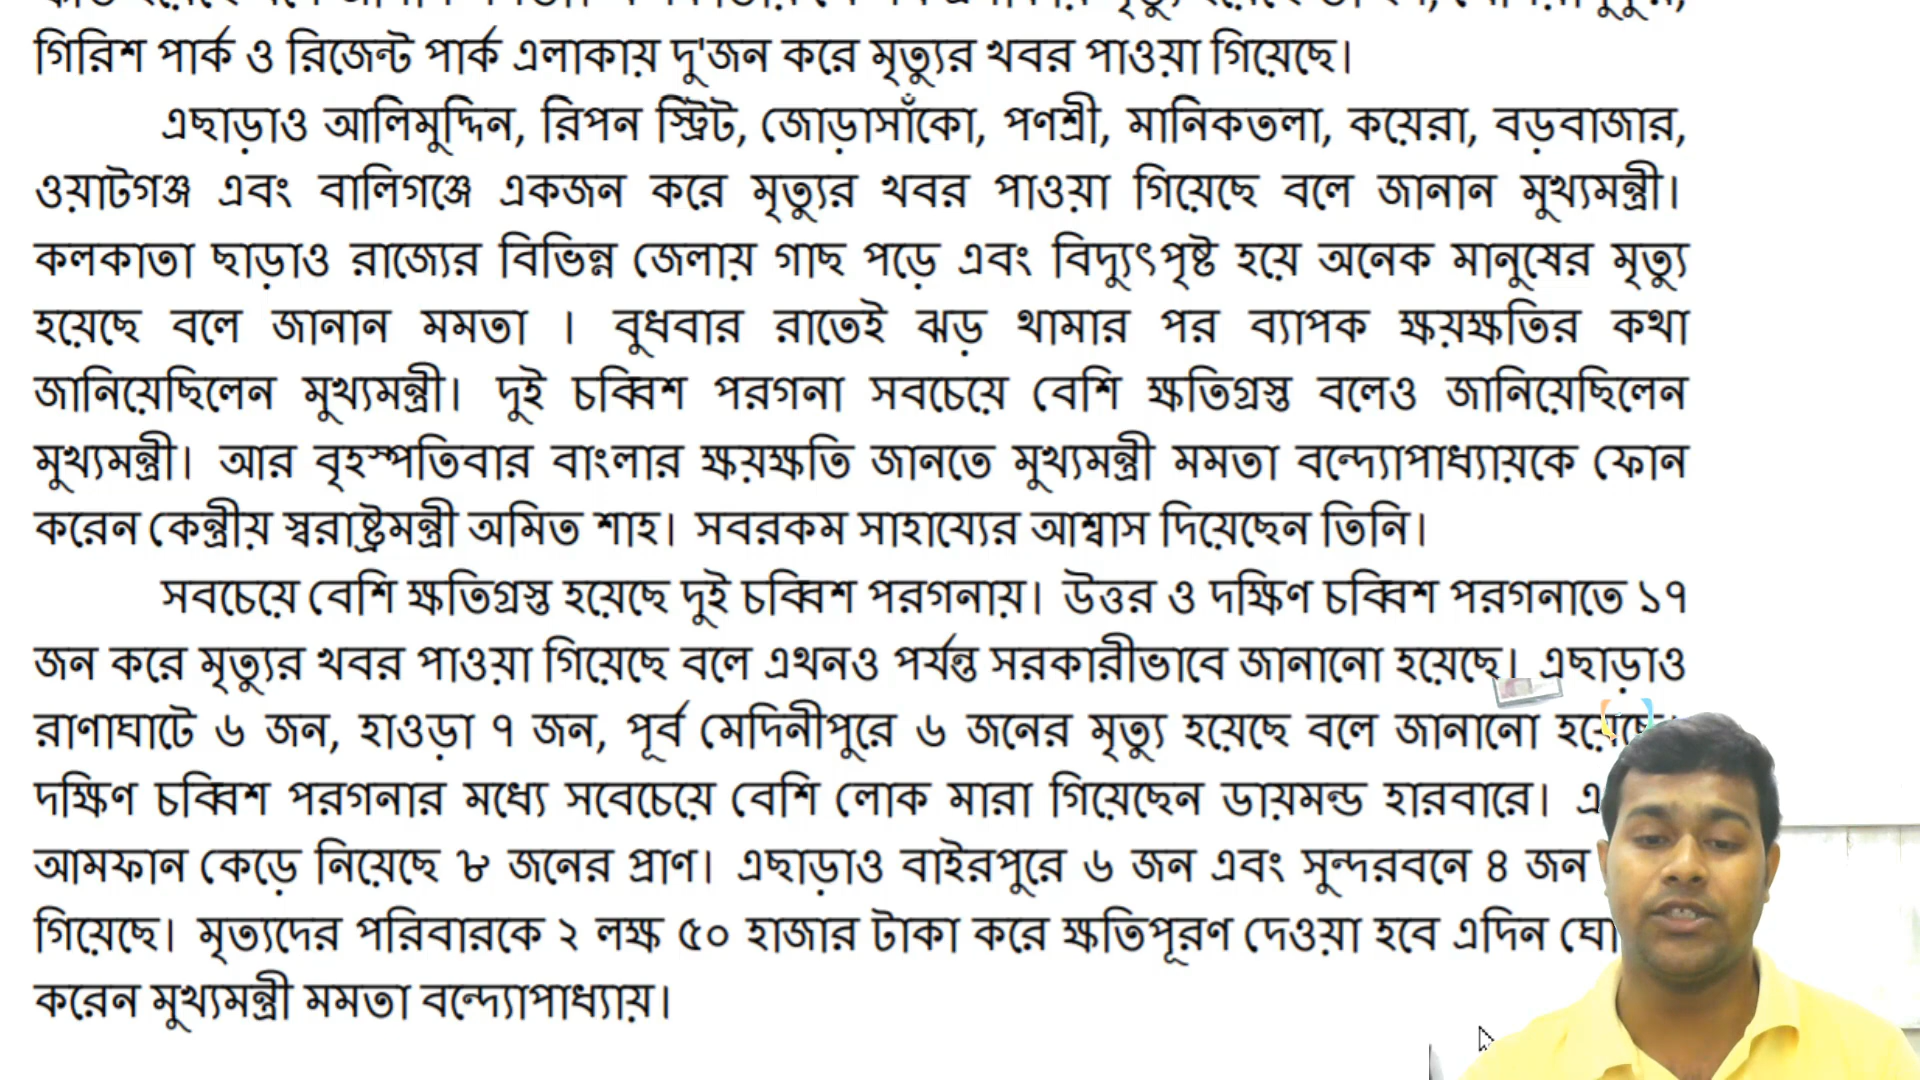 গিরিশ পার্ক ও রিজেন্ট পার্ক এলাকায় দু'জন করে মৃত্যুর খবর পাওয়া গিয়েছে।
এছাড়াও আলিমুদ্দিন, রিপন স্ট্রিট, জোড়াসাঁকো, পণশ্রী, মানিকতলা, কয়েরা, বড়বাজার,
ওয়াটগঞ্জ এবং বালিগঞ্জে একজন করে মৃত্যুর খবর পাওয়া গিয়েছে বলে জানান মুখ্যমন্ত্রী।
কলকাতা ছাড়াও রাজ্যের বিভিন্ন জেলায় গাছ পড়ে এবং বিদ্যুৎপৃষ্ট হয়ে অনেক মানুষের মৃত্যু
হয়েছে বলে জানান মমতা । বুধবার রাতেই ঝড় থামার পর ব্যাপক ক্ষয়ক্ষতির কথা
জানিয়েছিলেন মুখ্যমন্ত্রী। দুই চব্বিশ পরগনা সবচেয়ে বেশি ক্ষতিগ্রস্ত বলেও জানিয়েছিলেন
মুখ্যমন্ত্রী। আর বৃহস্পতিবার বাংলার ক্ষয়ক্ষতি জানতে মুখ্যমন্ত্রী মমতা বন্দ্যোপাধ্যায়কে ফোন
করেন কেন্দ্রীয় স্বরাষ্ট্রমন্ত্রী অমিত শাহ। সবরকম সাহায্যের আশ্বাস দিয়েছেন তিনি।
সবচেয়ে বেশি ক্ষতিগ্রস্ত হয়েছে দুই চব্বিশ পরগনায়। উত্তর ও দক্ষিণ চব্বিশ পরগনাতে ১৭
জন করে মৃত্যুর খবর পাওয়া গিয়েছে বলে এখনও পর্যন্ত সরকারীভাবে জানানো হয়েছে। এছাড়াও
রাণাঘাটে ৬ জন, হাওড়া ৭ জন, পূর্ব মেদিনীপুরে ৬ জনের মৃত্যু হয়েছে বলে জানানো হয়েছে।
দক্ষিণ চব্বিশ পরগনার মধ্যে সবেচেয়ে বেশি লোক মারা গিয়েছেন ডায়মন্ড হারবারে।
আমফান কেড়ে নিয়েছে ৮ জনের প্রাণ। এছাড়াও বাইরপুরে ৬ জন এবং সুন্দরবনে ৪ জন
গিয়েছে। মৃত্যদের পরিবারকে ২ লক্ষ ৫০ হাজার টাকা করে ক্ষতিপূরণ দেওয়া হবে এদিন
করেন মুখ্যমন্ত্রী মমতা বন্দ্যোপাধ্যায়।